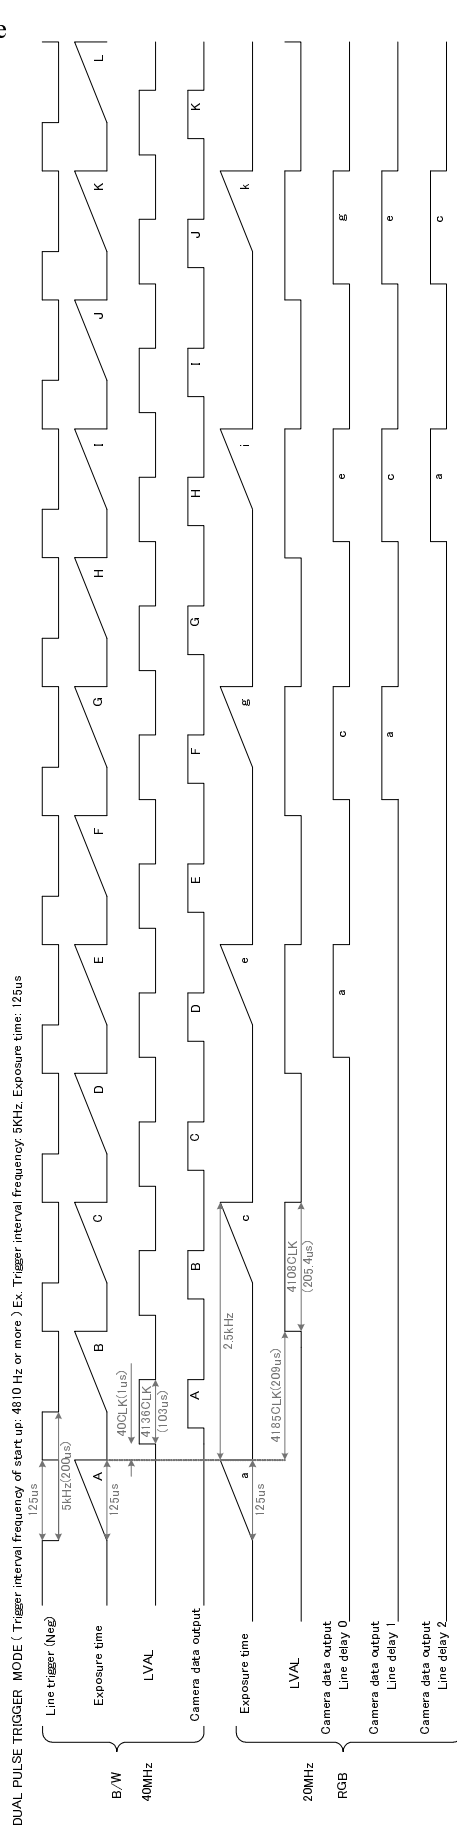 e
DUAL PULSE TRIGGER MODE ( Trigger interval frequency of start up: 4810 Hz or more ) Ex. Trigger interval frequency: 5KHz, Exposure time: 125us
B/W
40MHz
Line trigger (Neg)
125us
5kHz(200us)
Exposure time
125us
A B C D E F G H I J K L
LVAL
40CLK(1us)
4136CLK
(103us)
Camera data output
A B C D E F G H I J K
20MHz
RGB
Exposure time
125us
2.5kHz
a c e g i k
LVAL
4185CLK(209us)
4108CLK
(205.4us)
Camera data output
Line delay 0
a c e g
Camera data output
Line delay 1
a c e
Camera data output
Line delay 2
a c